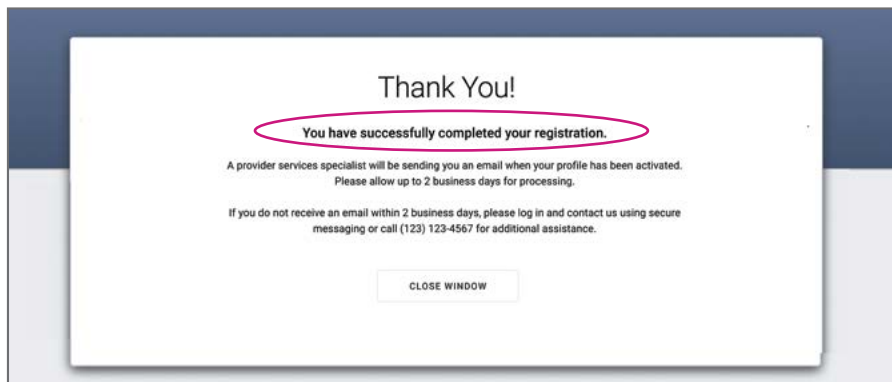 Thank You!
You have successfully completed your registration.
A provider services specialist will be sending you an email when your profile has been activated.
Please allow up to 2 business days for processing.
If you do not receive an email within 2 business days, please log in and contact us using secure
messaging or call (123) 123-4567 for additional assistance.
CLOSE WINDOW